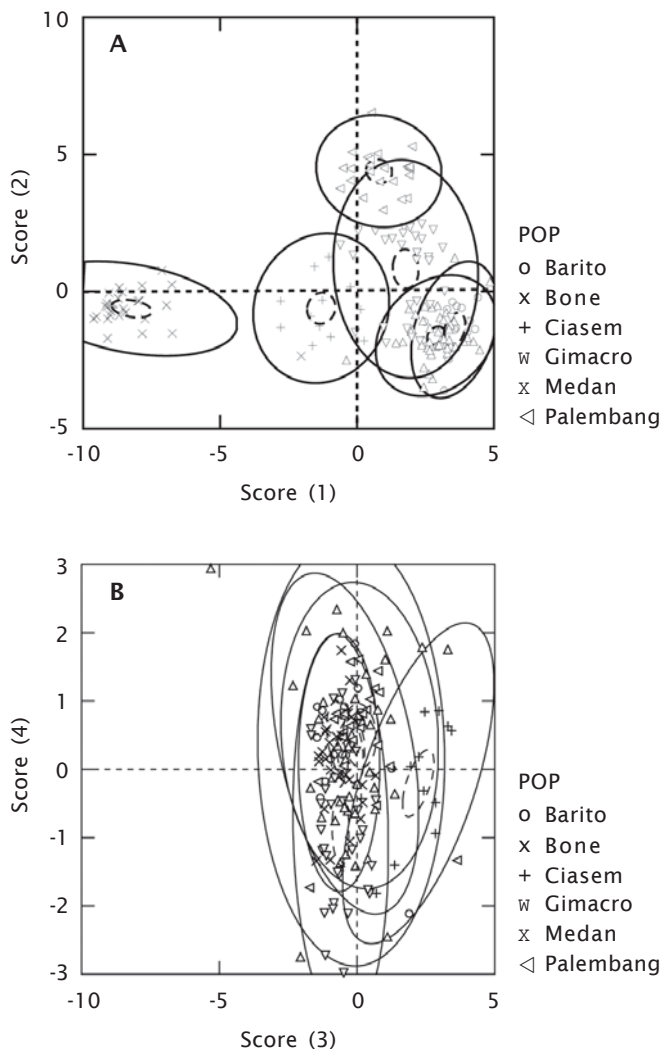 10
A
5
0
-5
-10
-5
0
5
Score (2)
Score (1)
POP
o Barito
x Bone
+ Ciasem
w Gimacro
x Medan
◁ Palembang
3
B
2
1
0
-1
-2
-3
-10
-5
0
5
Score (4)
Score (3)
POP
o Barito
x Bone
+ Ciasem
w Gimacro
x Medan
◁ Palembang